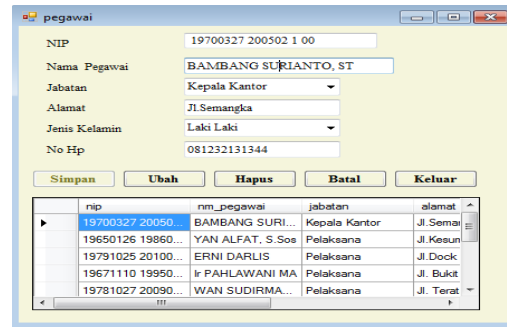 pegawai
NIP 19700327 200502 1 00
Nama Pegawai BAMBANG SURIANTO, ST
Jabatan Kepala Kantor
Alamat Jl.Semangka
Jenis Kelamin Laki Laki
No Hp 081232131344
Simpan Ubah Hapus Batal Keluar
nip nm_pegawai jabatan alamat
19700327 20050... BAMBANG SURI... Kepala Kantor Jl.Semar
19650126 19860... YAN ALFAT, S.Sos Pelaksana Jl.Kesun
19791025 20100... ERNI DARLIS Pelaksana Jl.Dock
19671110 19950... Ir PAHLAWANI MA Pelaksana Jl. Bukit
19781027 20090... WAN SUDIRMA... Pelaksana Jl. Terat